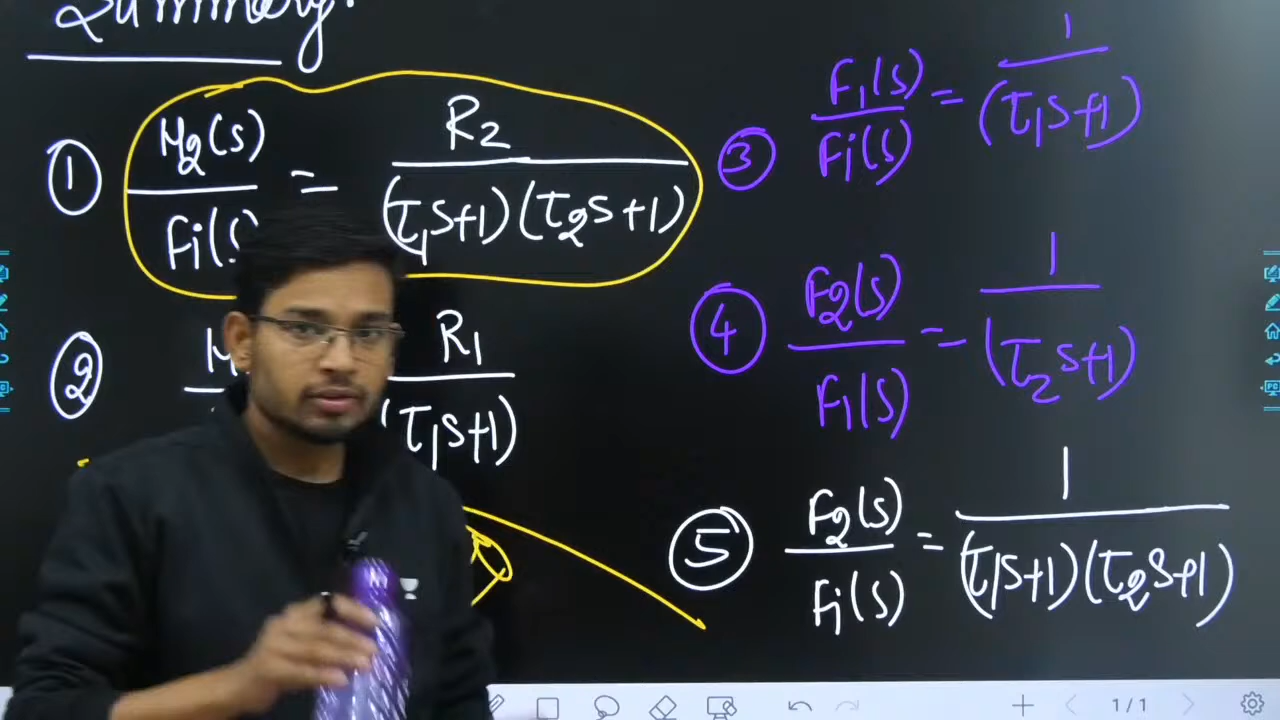 Summary:
① H₂(s) / Fi(s) = R₂ / (τ₁s+1)(τ₂s+1)
② R₁ / (τ₁s+1)
③ F₁(s) / Fi(s) = 1 / (τ₁s+1)
④ F₂(s) / F₁(s) = 1 / (τ₂s+1)
⑤ F₂(s) / Fi(s) = 1 / (τ₁s+1)(τ₂s+1)
1/1